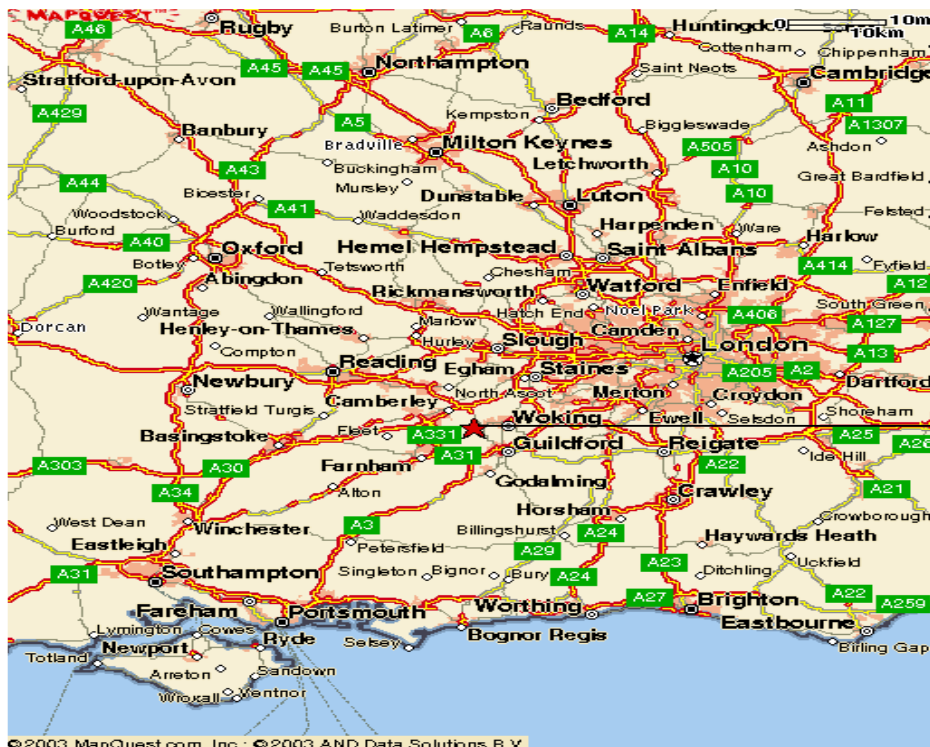 MAPQUEST
A46
Rugby
Burton Latimer
A6
Raunds
A14
Huntingdo
10m
10km
Cottenham
Chippenham
Stratford-upon-Avon
A45
A45
Northampton
Saint Neots
Cambridge
A429
Bedford
A11
Banbury
A5
Kempston
Biggleswade
A1307
Bradville
Milton Keynes
A505
Ashdon
A43
Buckingham
Letchworth
A10
Great Bardfield
A44
Mursley
Bicester
A41
Dunstable
Luton
A10
Woodstock
Waddesdon
Harpenden
Ware
Felsted
Burford
A40
Oxford
Hemel Hempstead
Saint-Albans
Harlow
Botley
Tetsworth
Chesham
A414
Fyfield
A420
Abingdon
Rickmansworth
Watford
Enfield
A12
Wantage
Wallingford
Hatch End
Noel Park
A406
South Green
Dorcan
Henley-on-Thames
Marlow
Camden
A127
Hurley
Slough
London
Compton
A13
Reading
Egham
Staines
A205
A2
Dartford
Newbury
North Ascot
Merton
Croydon
Stratfield Turgis
Camberley
Woking
Ewell
Selsdon
Shoreham
Basingstoke
Fleet
A331
A25
A26
A303
A30
Farnham
A31
Guildford
Reigate
Ide Hill
A34
Alton
Godalming
A22
A21
Crawley
West Dean
Winchester
A3
Horsham
Crowborough
Eastleigh
Petersfield
Billingshurst
A24
Haywards Heath
A29
A31
Southampton
Singleton
Bignor
Bury
A24
A23
Ditchling
Uckfield
Fareham
Portsmouth
Worthing
A27
Brighton
A22
A259
Lymington
Cowes
Ryde
Selsey
Bognor Regis
Eastbourne
Totland
Newport
Birling Gap
Arreton
Sandown
Wroxall
Ventnor
©2003 MapQuest.com, Inc.; ©2003 AND Data Solutions B.V.